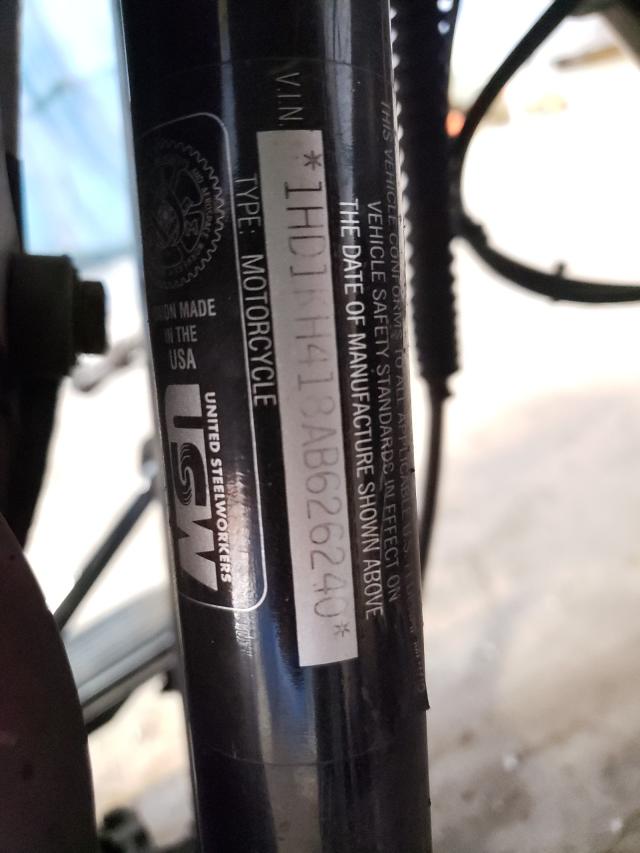 THIS VEHICLE CONFORMS TO ALL APPLICABLE
VEHICLE SAFETY STANDARDS IN EFFECT ON
THE DATE OF MANUFACTURE SHOWN ABOVE
V.I.N.
*1HD1KH418AB626240*
TYPE: MOTORCYCLE
MADE
IN THE
USA
UNITED STEELWORKERS
USW